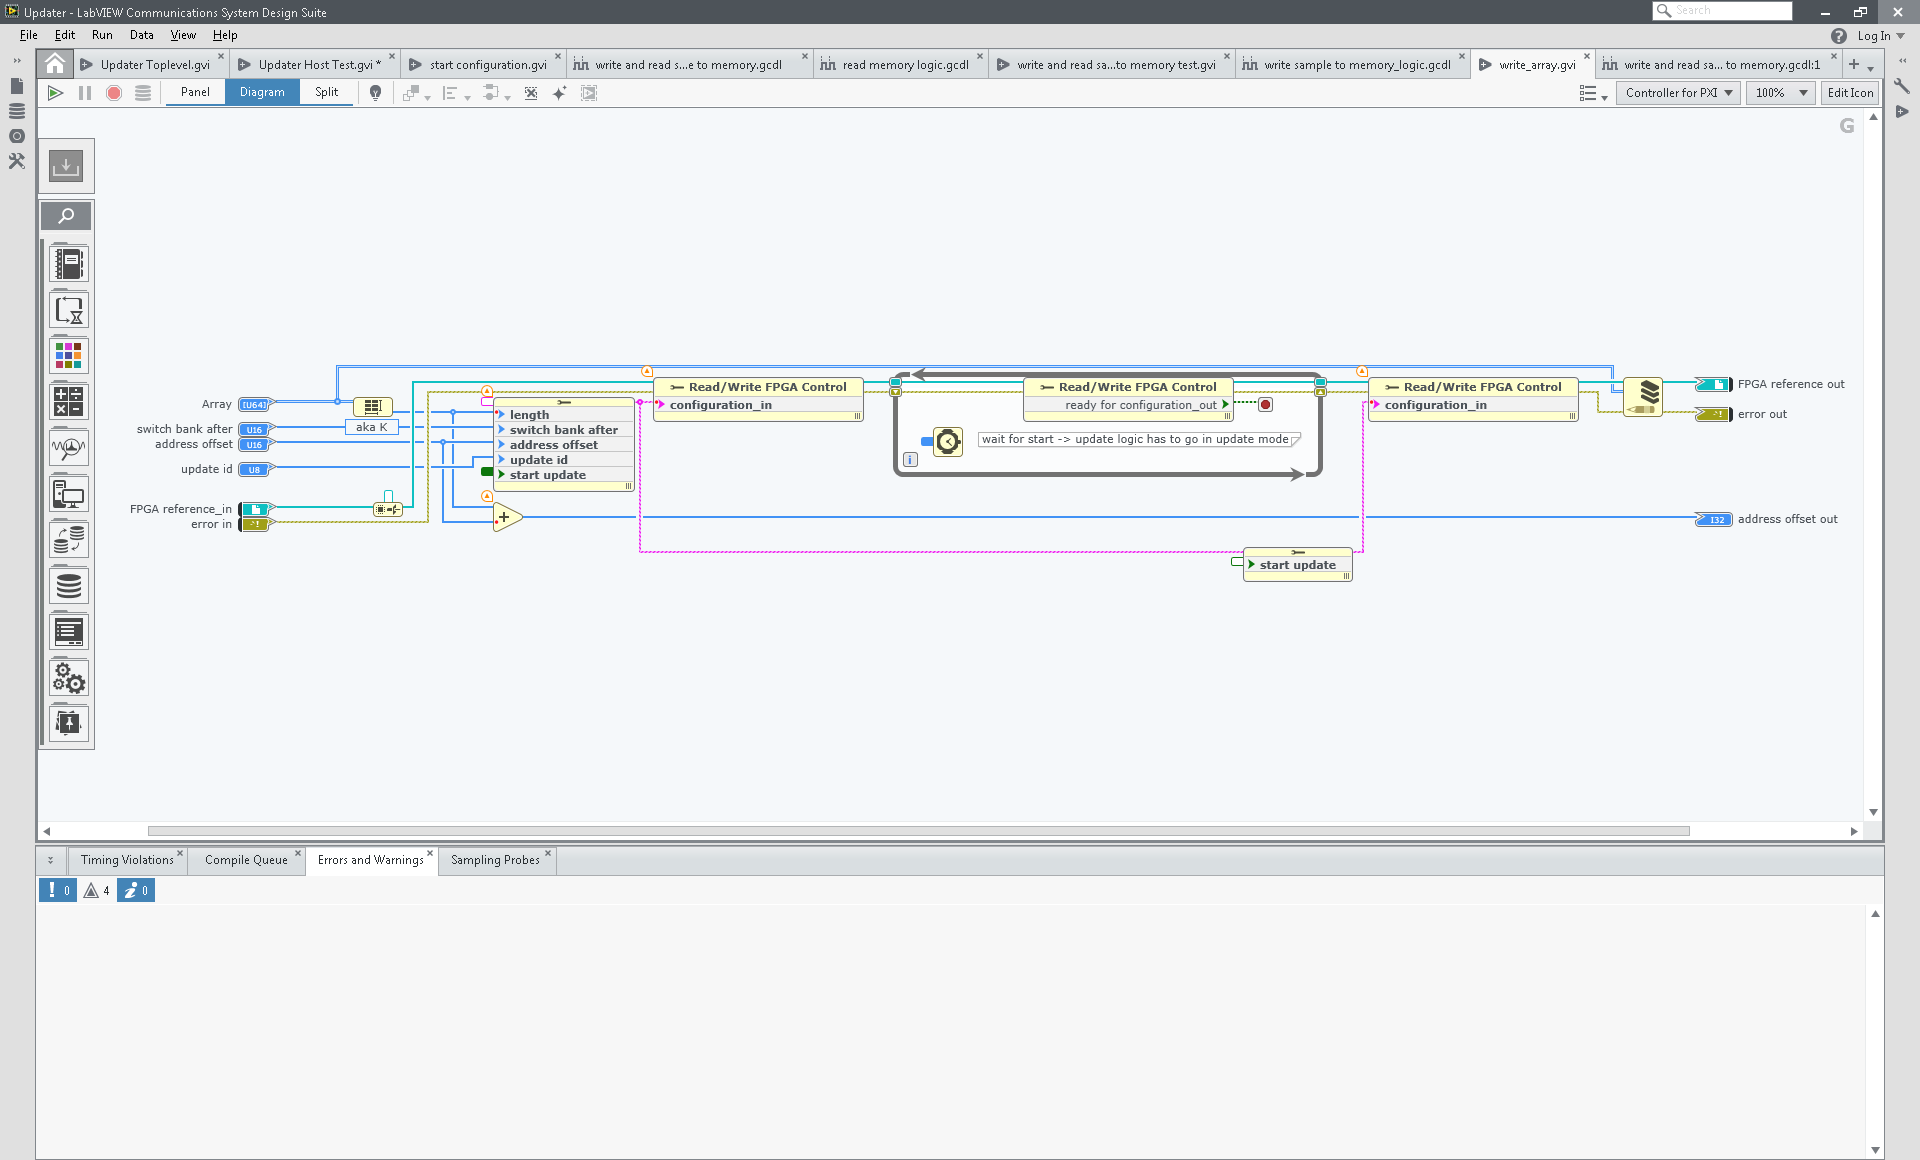 Updater - LabVIEW Communications System Design Suite
Search
File Edit Run Data View Help
Log In
Updater Toplevel.gvi
Updater Host Test.gvi *
start configuration.gvi
write and read s...e to memory.gcdl
read memory logic.gcdl
write and read sa...to memory test.gvi
write sample to memory_logic.gcdl
write_array.gvi
write and read sa... to memory.gcdl:1
Panel Diagram Split
Controller for PXI
100%
Edit Icon
G
Array [U64]
aka K
switch bank after U16
address offset U16
update id U8
FPGA reference_in
error in
length
switch bank after
address offset
update id
start update
Read/Write FPGA Control
configuration_in
Read/Write FPGA Control
ready for configuration_out
wait for start -> update logic has to go in update mode
i
Read/Write FPGA Control
configuration_in
FPGA reference out
error out
I32 address offset out
start update
Timing Violations
Compile Queue
Errors and Warnings
Sampling Probes
! 0
4
i 0